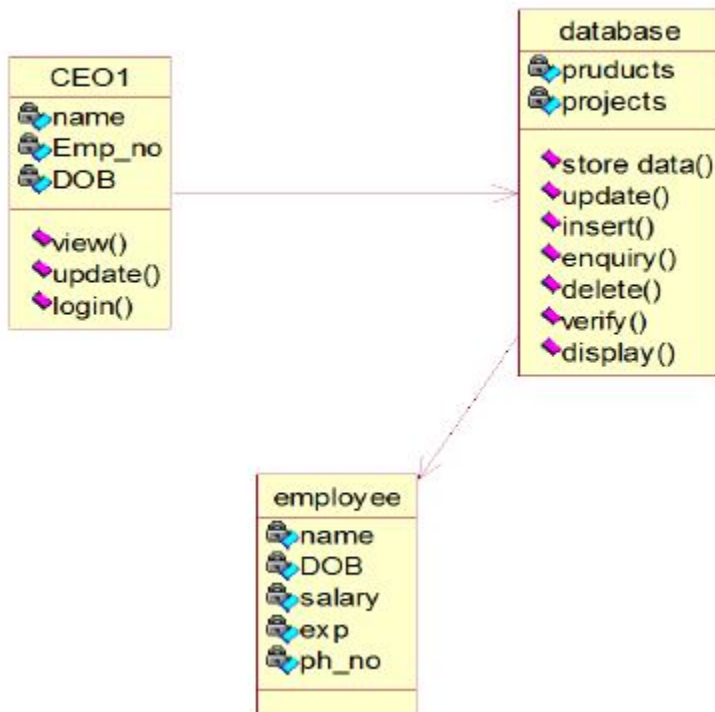 CEO1
name
Emp_no
DOB
view()
update()
login()
database
pruducts
projects
store data()
update()
insert()
enquiry()
delete()
verify()
display()
employee
name
DOB
salary
exp
ph_no